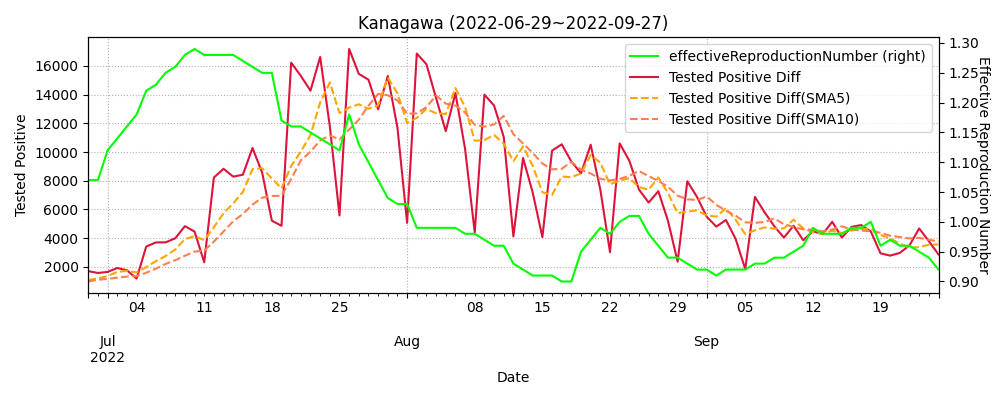 Kanagawa (2022-06-29~2022-09-27)
effectiveReproductionNumber (right)
Tested Positive Diff
Tested Positive Diff(SMA5)
Tested Positive Diff(SMA10)
Tested Positive
16000
14000
12000
10000
8000
6000
4000
2000
1.30
1.25
1.20
1.15
1.10
1.05
1.00
0.95
0.90
Effective Reproduction Number
04 11 18 25 08 15 22 29 05 12 19
Jul Aug Sep
2022
Date